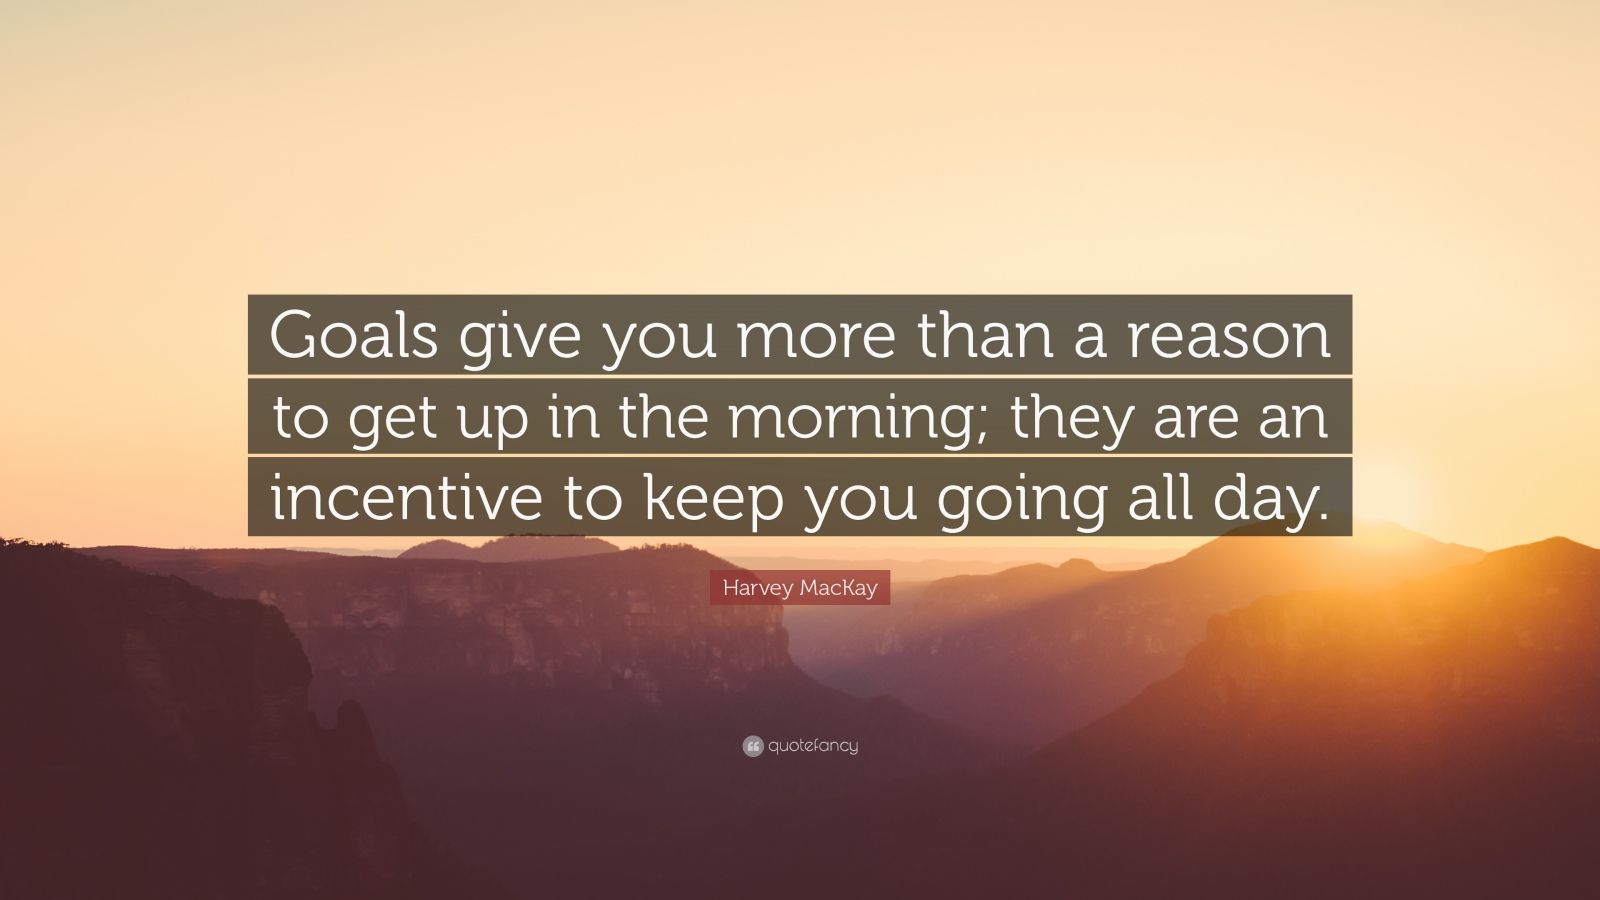 Goals give you more than a reason
to get up in the morning; they are an
incentive to keep you going all day.
Harvey MacKay
quotefancy